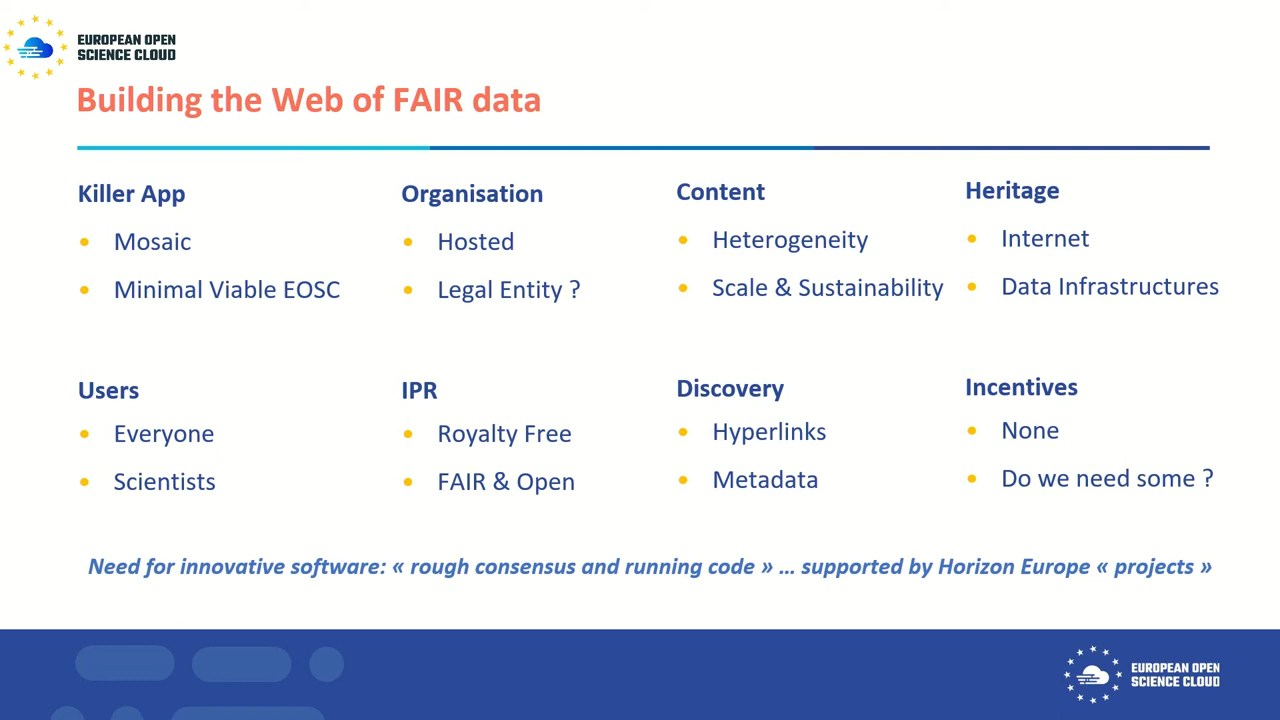 EUROPEAN OPEN
SCIENCE CLOUD
Building the Web of FAIR data
Killer App
• Mosaic
• Minimal Viable EOSC
Organisation
• Hosted
• Legal Entity ?
Content
• Heterogeneity
• Scale & Sustainability
Heritage
• Internet
• Data Infrastructures
Users
• Everyone
• Scientists
IPR
• Royalty Free
• FAIR & Open
Discovery
• Hyperlinks
• Metadata
Incentives
• None
• Do we need some ?
Need for innovative software: « rough consensus and running code » ... supported by Horizon Europe « projects »
EUROPEAN OPEN
SCIENCE CLOUD